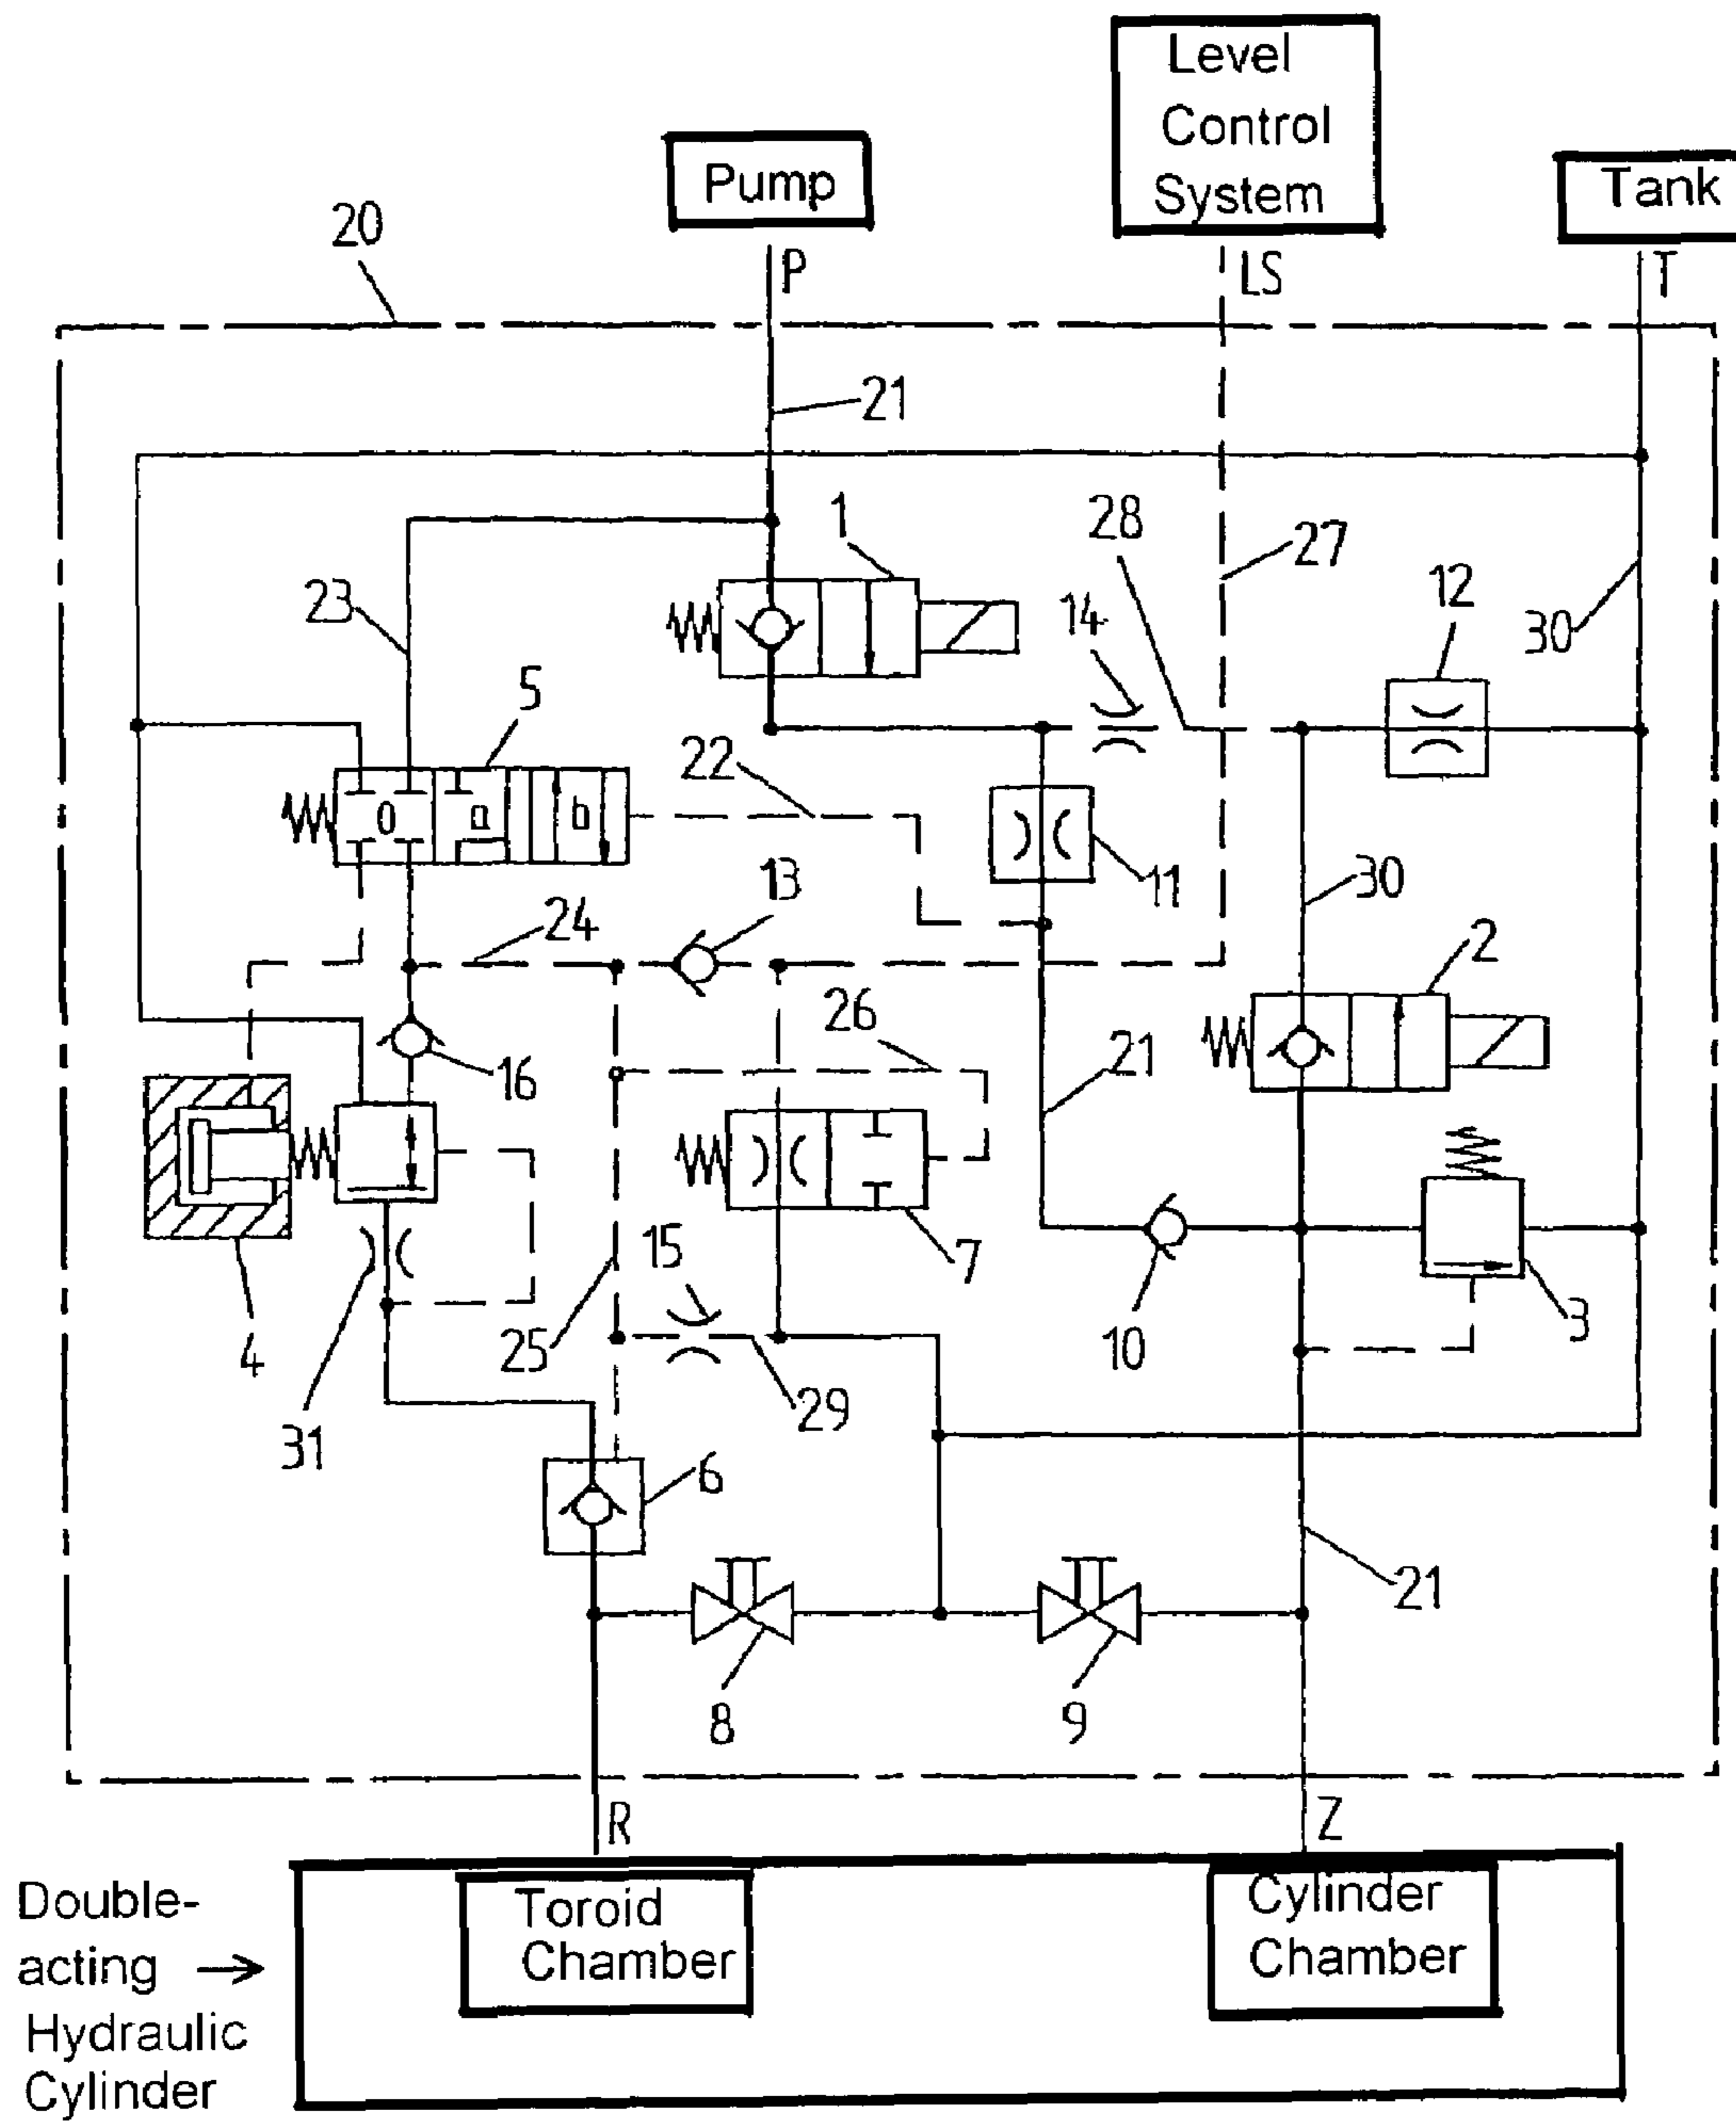 Level
Control
System
Pump
Tank
20
P
LS
T
21
1
28
27
23
14
12
30
5
22
0
a
b
13
11
30
24
2
26
16
21
15
7
4
25
10
3
31
29
6
21
8
9
R
Z
Double-
acting →
Hydraulic
Cylinder
Toroid
Chamber
Cylinder
Chamber